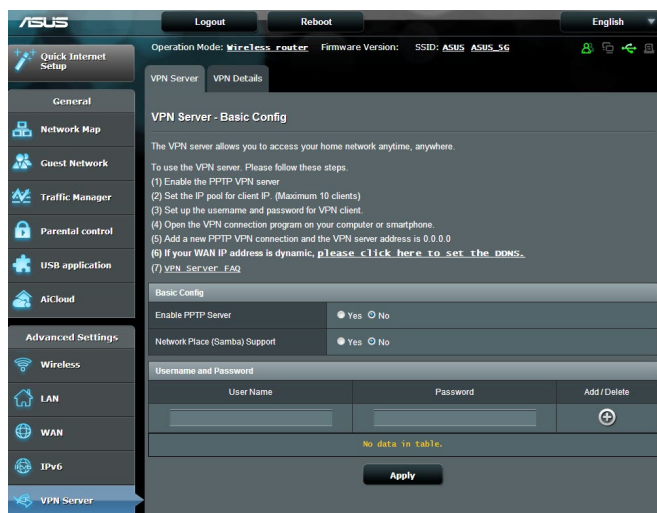 ASUS
Logout
Reboot
English
Quick Internet
Setup
Operation Mode: Wireless router Firmware Version: SSID: ASUS ASUS_5G
VPN Server
VPN Details
General
Network Map
Guest Network
Traffic Manager
Parental control
USB application
AiCloud
Advanced Settings
Wireless
LAN
WAN
IPv6
VPN Server
VPN Server - Basic Config
The VPN server allows you to access your home network anytime, anywhere.
To use the VPN server. Please follow these steps.
(1) Enable the PPTP VPN server
(2) Set the IP pool for client IP. (Maximum 10 clients)
(3) Set up the username and password for VPN client.
(4) Open the VPN connection program on your computer or smartphone.
(5) Add a new PPTP VPN connection and the VPN server address is 0.0.0.0
(6) If your WAN IP address is dynamic, please click here to set the DDNS.
(7) VPN Server FAQ
Basic Config
Enable PPTP Server Yes No
Network Place (Samba) Support Yes No
Username and Password
User Name Password Add / Delete
No data in table.
Apply